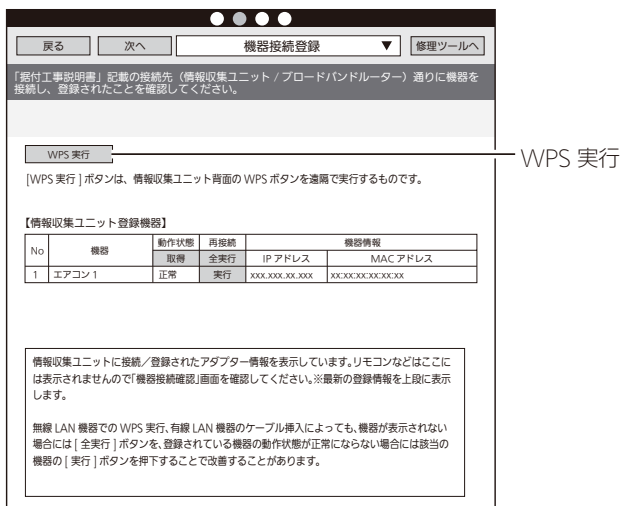 戻る 次へ 機器接続登録 ▼ 修理ツールへ
「据付工事説明書」記載の接続先（情報収集ユニット / ブロードバンドルーター）通りに機器を
接続し、登録されたことを確認してください。
WPS 実行
WPS 実行
[WPS 実行 ] ボタンは、情報収集ユニット背面の WPS ボタンを遠隔で実行するものです。
【情報収集ユニット登録機器】
No 機器 動作状態 再接続 機器情報
取得 全実行 IP アドレス MAC アドレス
1 エアコン 1 正常 実行 xxx.xxx.xx.xxx xx:xx:xx:xx:xx:xx
情報収集ユニットに接続／登録されたアダプター情報を表示しています。リモコンなどはここに
は表示されませんので「機器接続確認」画面を確認してください。※最新の登録情報を上段に表示
します。
無線 LAN 機器での WPS 実行、有線 LAN 機器のケーブル挿入によっても、機器が表示されない
場合には [ 全実行 ] ボタンを、登録されている機器の動作状態が正常にならない場合には該当の
機器の [ 実行 ] ボタンを押下することで改善することがあります。